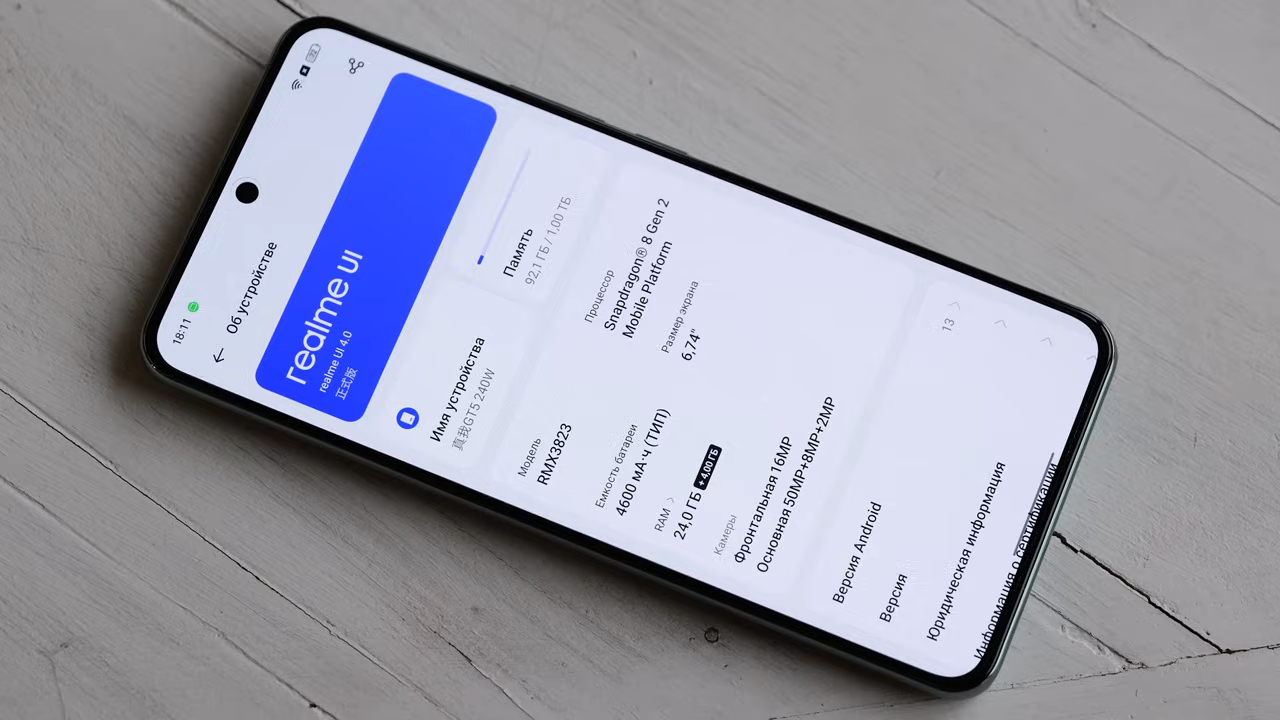 18:11
Об устройстве
realme UI
realme UI 4.0
正式版
Имя устройства
真我GT5 240W
Память
92,1 ГБ / 1,00 ТБ
Модель
RMX3823
Процессор
Snapdragon® 8 Gen 2
Mobile Platform
Емкость батареи
4600 мА·ч (ТИП)
Размер экрана
6,74"
RAM
24,0 ГБ + 4,00 ГБ
Камеры
Фронтальная 16MP
Основная 50MP+8MP+2MP
Версия Android
13
Версия
Юридическая информация
Информация о сертификации